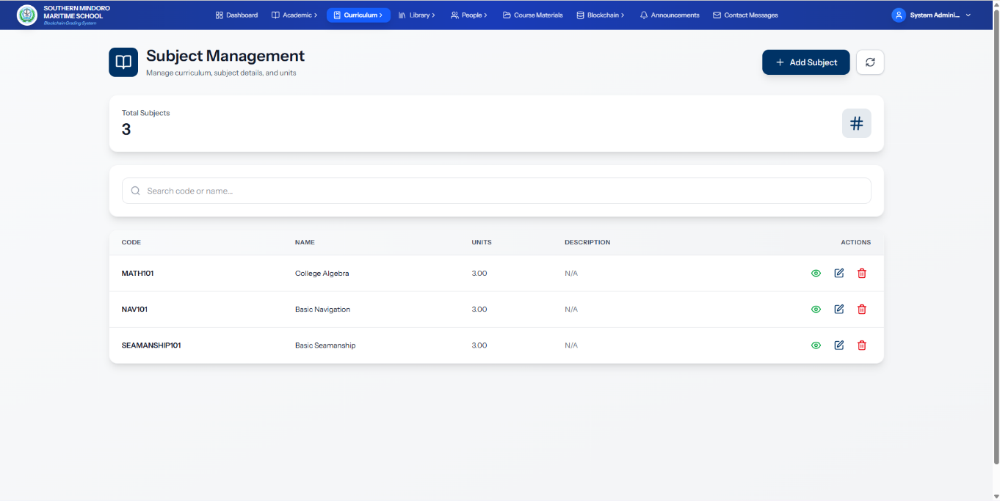 SOUTHERN MINDORO
MARITIME SCHOOL
Blockchain Grading System
Dashboard Academic Curriculum Library People Course Materials Blockchain Announcements Contact Messages System Admini...
Subject Management
Manage curriculum, subject details, and units
+ Add Subject
Total Subjects
3
#
Search code or name...
CODE NAME UNITS DESCRIPTION ACTIONS
MATH101 College Algebra 3.00 N/A
NAV101 Basic Navigation 3.00 N/A
SEAMANSHIP101 Basic Seamanship 3.00 N/A